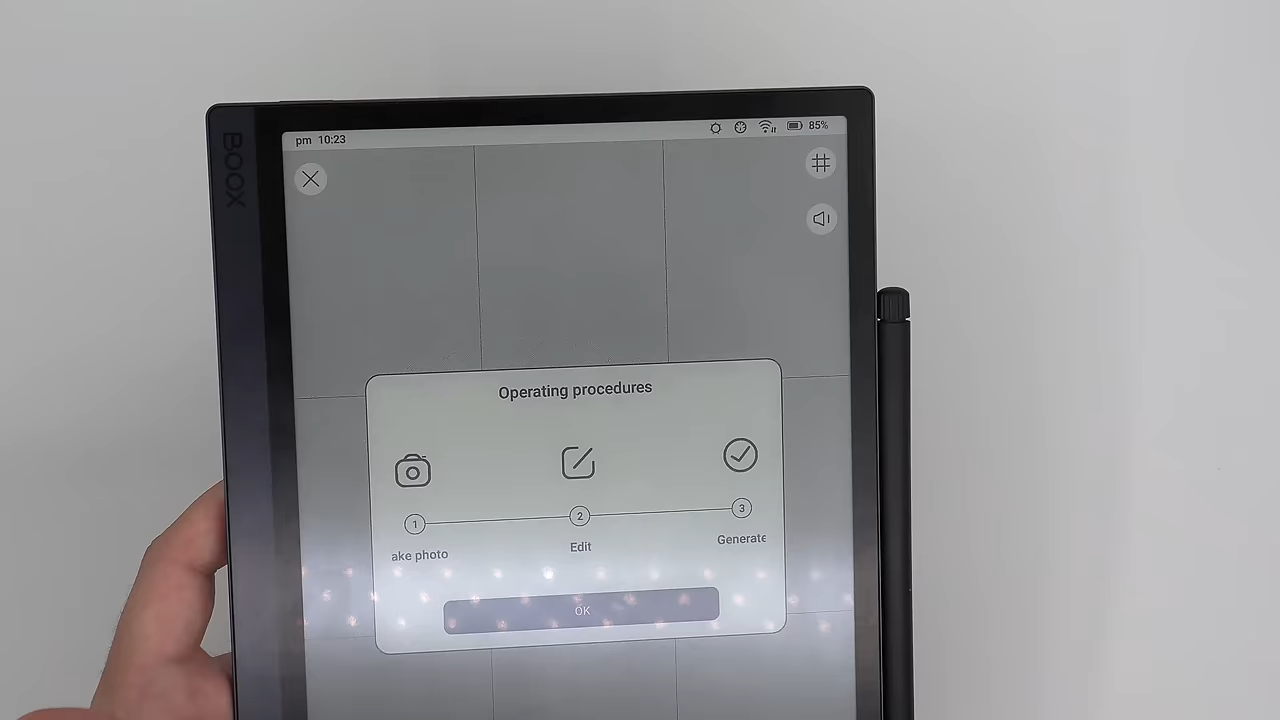 BOOX
pm 10:23
85%
Operating procedures
1
2
3
ake photo
Edit
Generate
OK